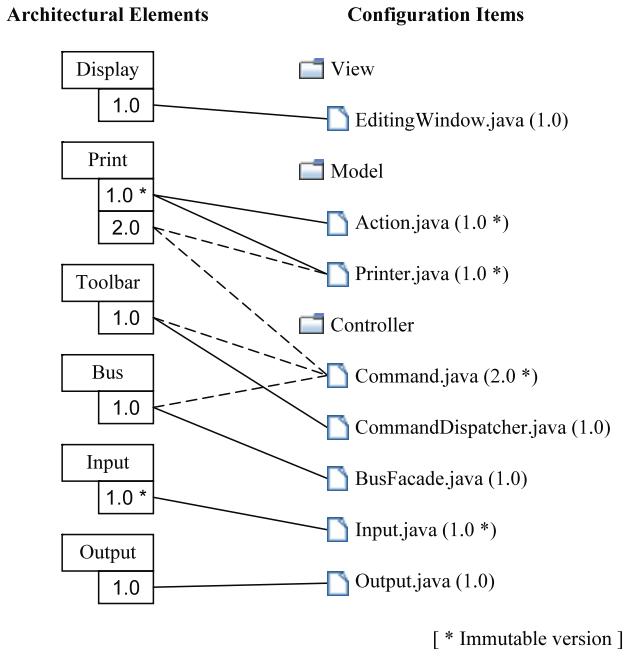 Architectural Elements
Configuration Items
Display
1.0
Print
1.0 *
2.0
Toolbar
1.0
Bus
1.0
Input
1.0 *
Output
1.0
View
EditingWindow.java (1.0)
Model
Action.java (1.0 *)
Printer.java (1.0 *)
Controller
Command.java (2.0 *)
CommandDispatcher.java (1.0)
BusFacade.java (1.0)
Input.java (1.0 *)
Output.java (1.0)
[ * Immutable version ]